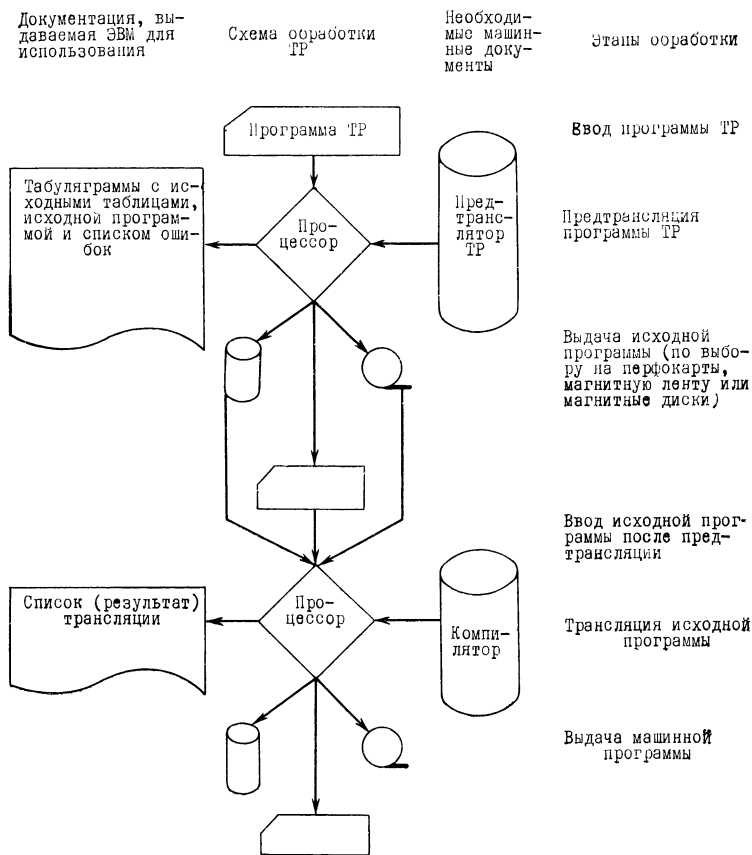 Документация, вы-
даваемая ЭВМ для
использования
Схема обработки
ТР
Необходи-
мые машин-
ные доку-
менты
Этапы обработки
Программа ТР
Ввод программы ТР
Табуляграммы с ис-
ходными таблицами,
исходной програм-
мой и списком оши-
бок
Про-
цессор
Пред-
транс-
лятор
ТР
Предтрансляция
программы ТР
Выдача исходной
программы (по выбо-
ру на перфокарты,
магнитную ленту или
магнитные диски)
Ввод исходной прог-
раммы после пред-
трансляции
Список (результат)
трансляции
Про-
цессор
Компи-
лятор
Трансляция исходной
программы
Выдача машинной
программы